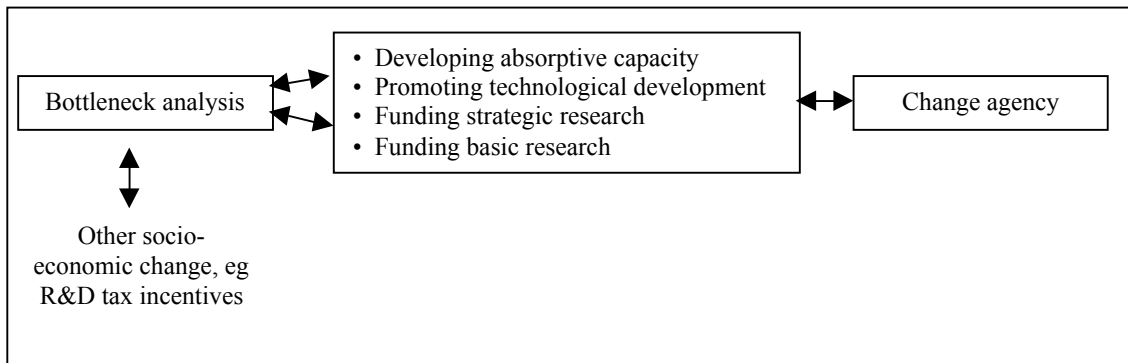 Bottleneck analysis
• Developing absorptive capacity
• Promoting technological development
• Funding strategic research
• Funding basic research
Change agency
Other socio-
economic change, eg
R&D tax incentives